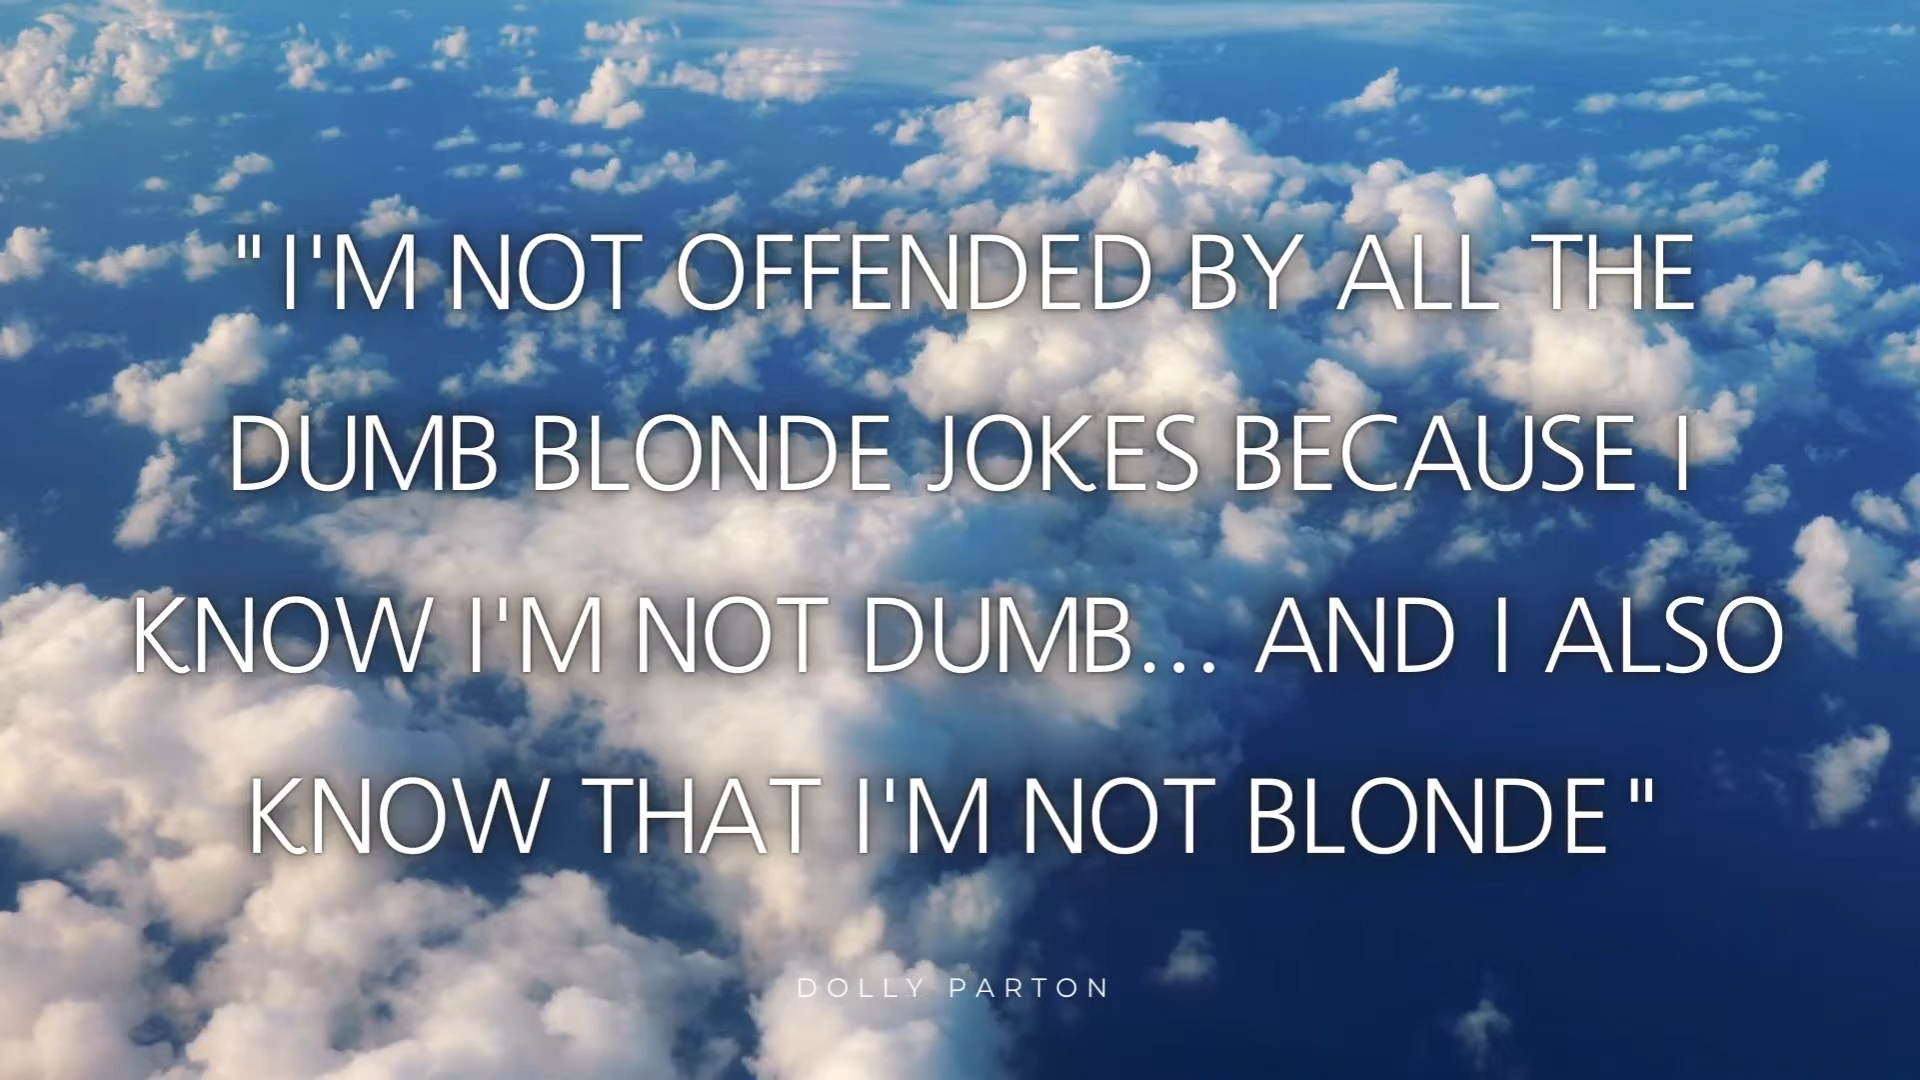 "I'M NOT OFFENDED BY ALL THE
DUMB BLONDE JOKES BECAUSE I
KNOW I'M NOT DUMB... AND I ALSO
KNOW THAT I'M NOT BLONDE"
DOLLY PARTON